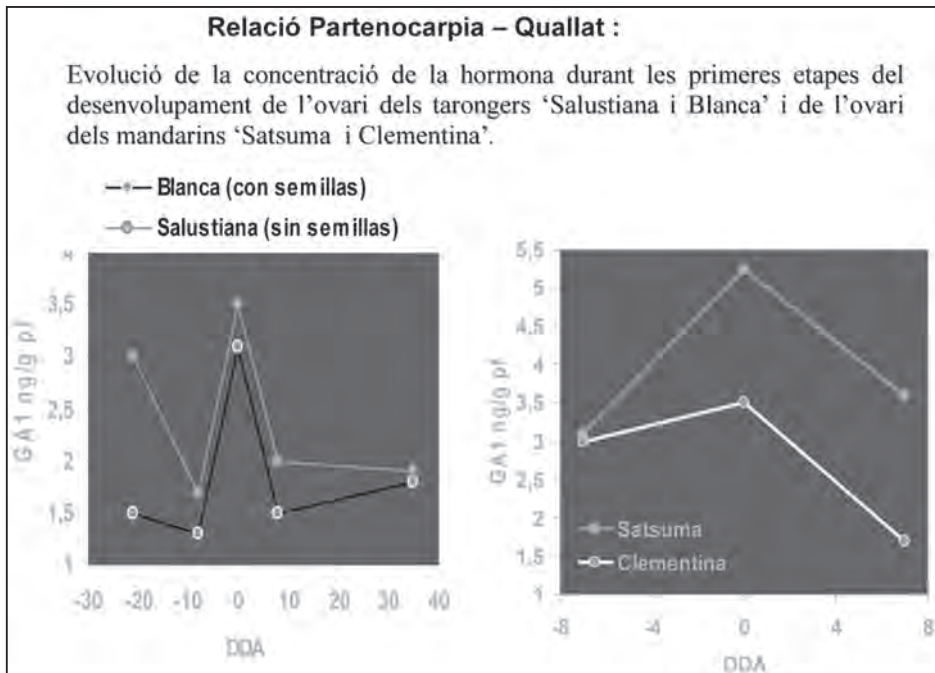 Relació Partenocarpia – Quallat :
Evolució de la concentració de la hormona durant les primeres etapes del
desenvolupament de l'ovari dels tarongers 'Salustiana i Blanca' i de l'ovari
dels mandarins 'Satsuma i Clementina'.
Blanca (con semillas)
Salustiana (sin semillas)
GA1 ng/g pf
4
3,5
3
2,5
2
1,5
1
-30 -20 -10 0 10 20 30 40
DDA
GA1 ng/g pf
5,5
5
4,5
4
3,5
3
2,5
2
1,5
1
Satsuma
Clementina
-8 -4 0 4 8
DDA